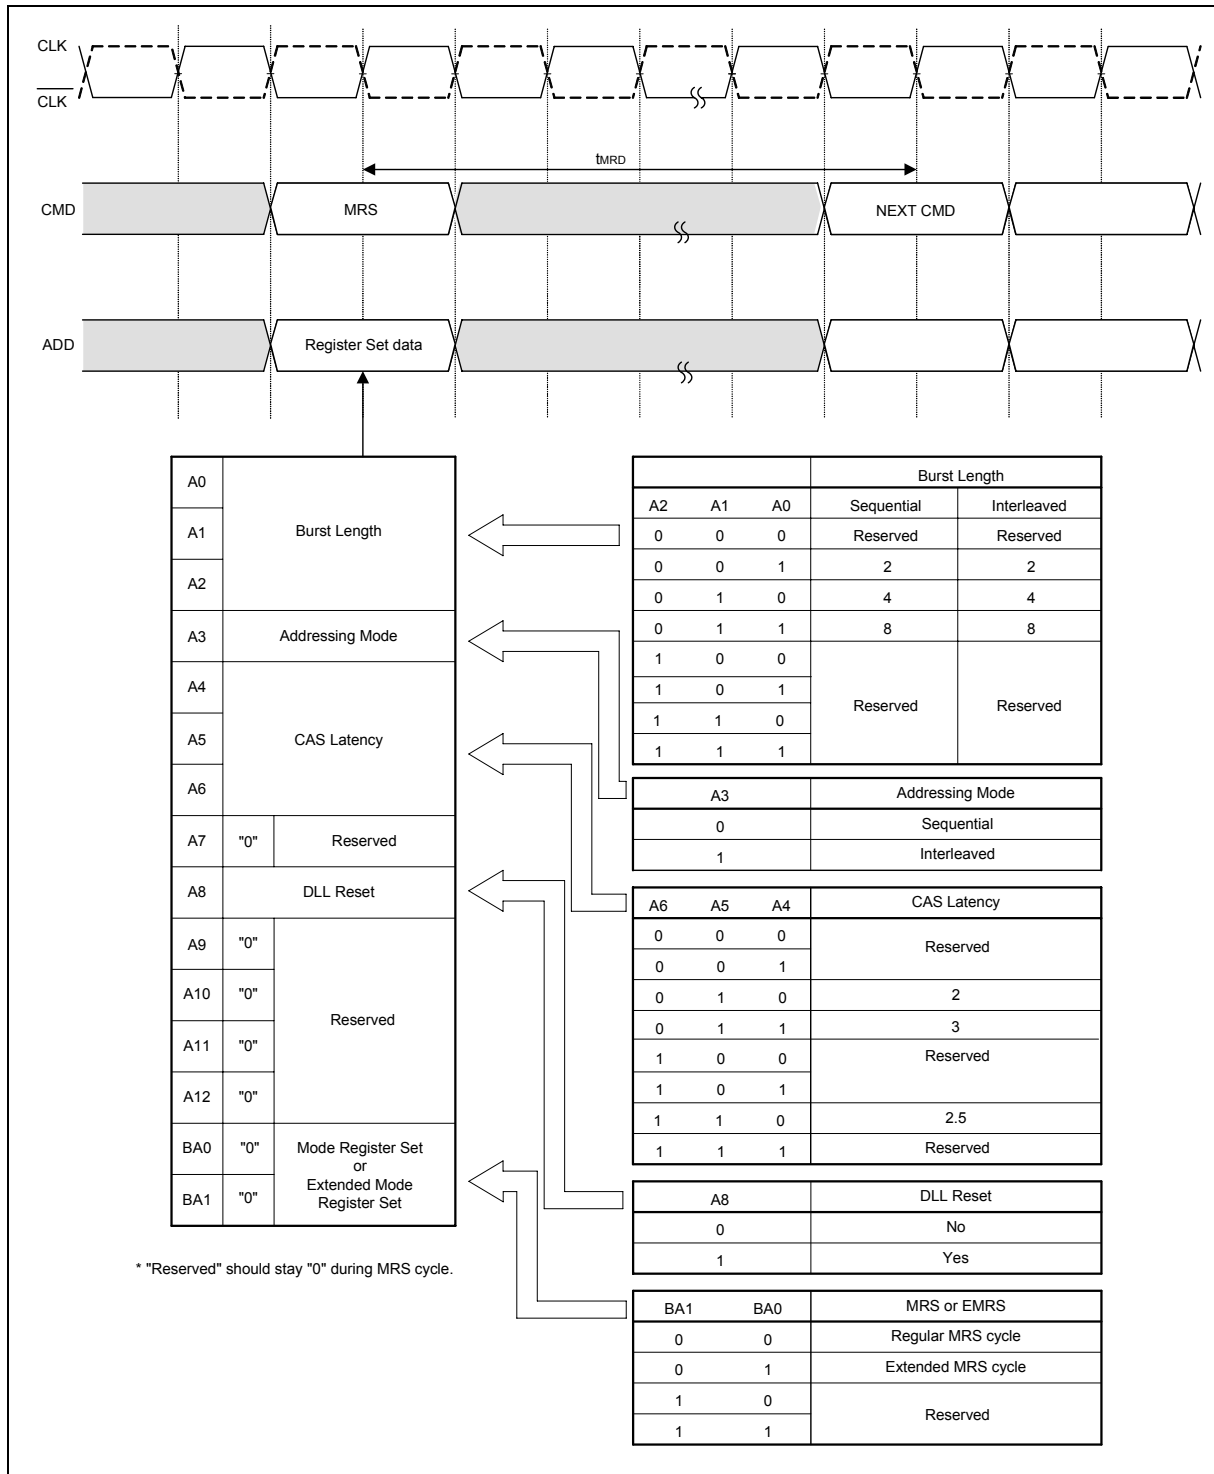 CLK
CLK
tMRD
CMD
MRS
NEXT CMD
ADD
Register Set data
A0
A1
A2
Burst Length
A3 Addressing Mode
A4
A5
A6
CAS Latency
A7 "0" Reserved
A8 DLL Reset
A9 "0"
A10 "0"
A11 "0"
A12 "0"
Reserved
BA0 "0"
BA1 "0"
Mode Register Set
or
Extended Mode
Register Set
* "Reserved" should stay "0" during MRS cycle.
Burst Length
A2 A1 A0 Sequential Interleaved
0 0 0 Reserved Reserved
0 0 1 2 2
0 1 0 4 4
0 1 1 8 8
1 0 0
1 0 1
Reserved Reserved
1 1 0
1 1 1
A3 Addressing Mode
0 Sequential
1 Interleaved
A6 A5 A4 CAS Latency
0 0 0
Reserved
0 0 1
0 1 0 2
0 1 1 3
1 0 0 Reserved
1 0 1
1 1 0 2.5
1 1 1 Reserved
A8 DLL Reset
0 No
1 Yes
BA1 BA0 MRS or EMRS
0 0 Regular MRS cycle
0 1 Extended MRS cycle
1 0
Reserved
1 1